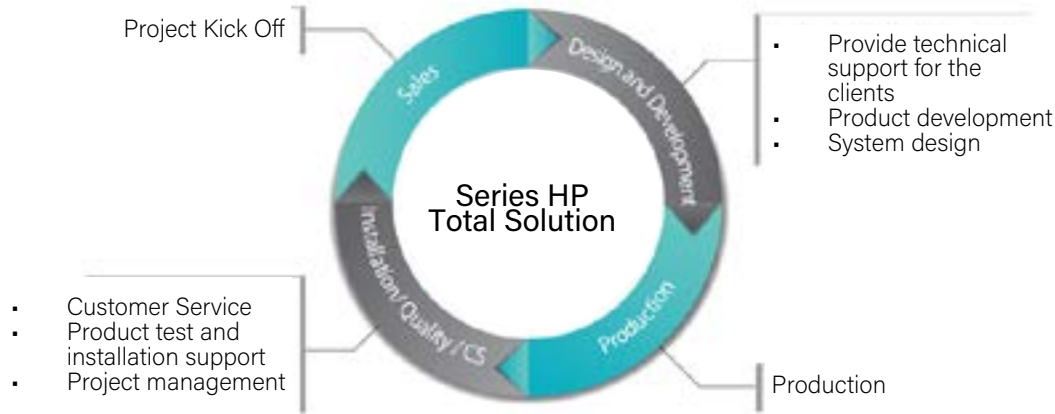 Project Kick Off
Sales
Design and Development
▪ Provide technical
support for the
clients
▪ Product development
▪ System design
Series HP
Total Solution
Installation/ Quality / CS
Production
▪ Customer Service
▪ Product test and
installation support
▪ Project management
Production